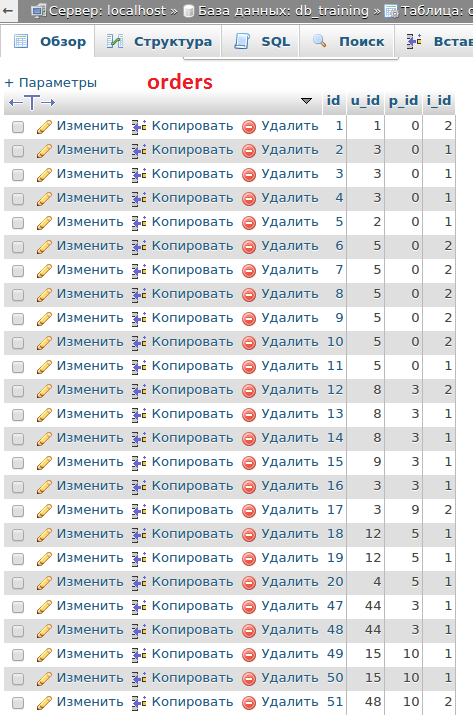 Сервер: localhost » База данных: db_training » Таблица:
Обзор Структура SQL Поиск Встав
+ Параметры orders
id u_id p_id i_id
Изменить Копировать Удалить 1 1 0 2
Изменить Копировать Удалить 2 3 0 1
Изменить Копировать Удалить 3 3 0 1
Изменить Копировать Удалить 4 3 0 1
Изменить Копировать Удалить 5 2 0 1
Изменить Копировать Удалить 6 5 0 2
Изменить Копировать Удалить 7 5 0 2
Изменить Копировать Удалить 8 5 0 2
Изменить Копировать Удалить 9 5 0 2
Изменить Копировать Удалить 10 5 0 2
Изменить Копировать Удалить 11 5 0 1
Изменить Копировать Удалить 12 8 3 2
Изменить Копировать Удалить 13 8 3 1
Изменить Копировать Удалить 14 8 3 1
Изменить Копировать Удалить 15 9 3 1
Изменить Копировать Удалить 16 3 3 1
Изменить Копировать Удалить 17 3 9 2
Изменить Копировать Удалить 18 12 5 1
Изменить Копировать Удалить 19 12 5 1
Изменить Копировать Удалить 20 4 5 1
Изменить Копировать Удалить 47 44 3 1
Изменить Копировать Удалить 48 44 3 1
Изменить Копировать Удалить 49 15 10 1
Изменить Копировать Удалить 50 15 10 1
Изменить Копировать Удалить 51 48 10 2